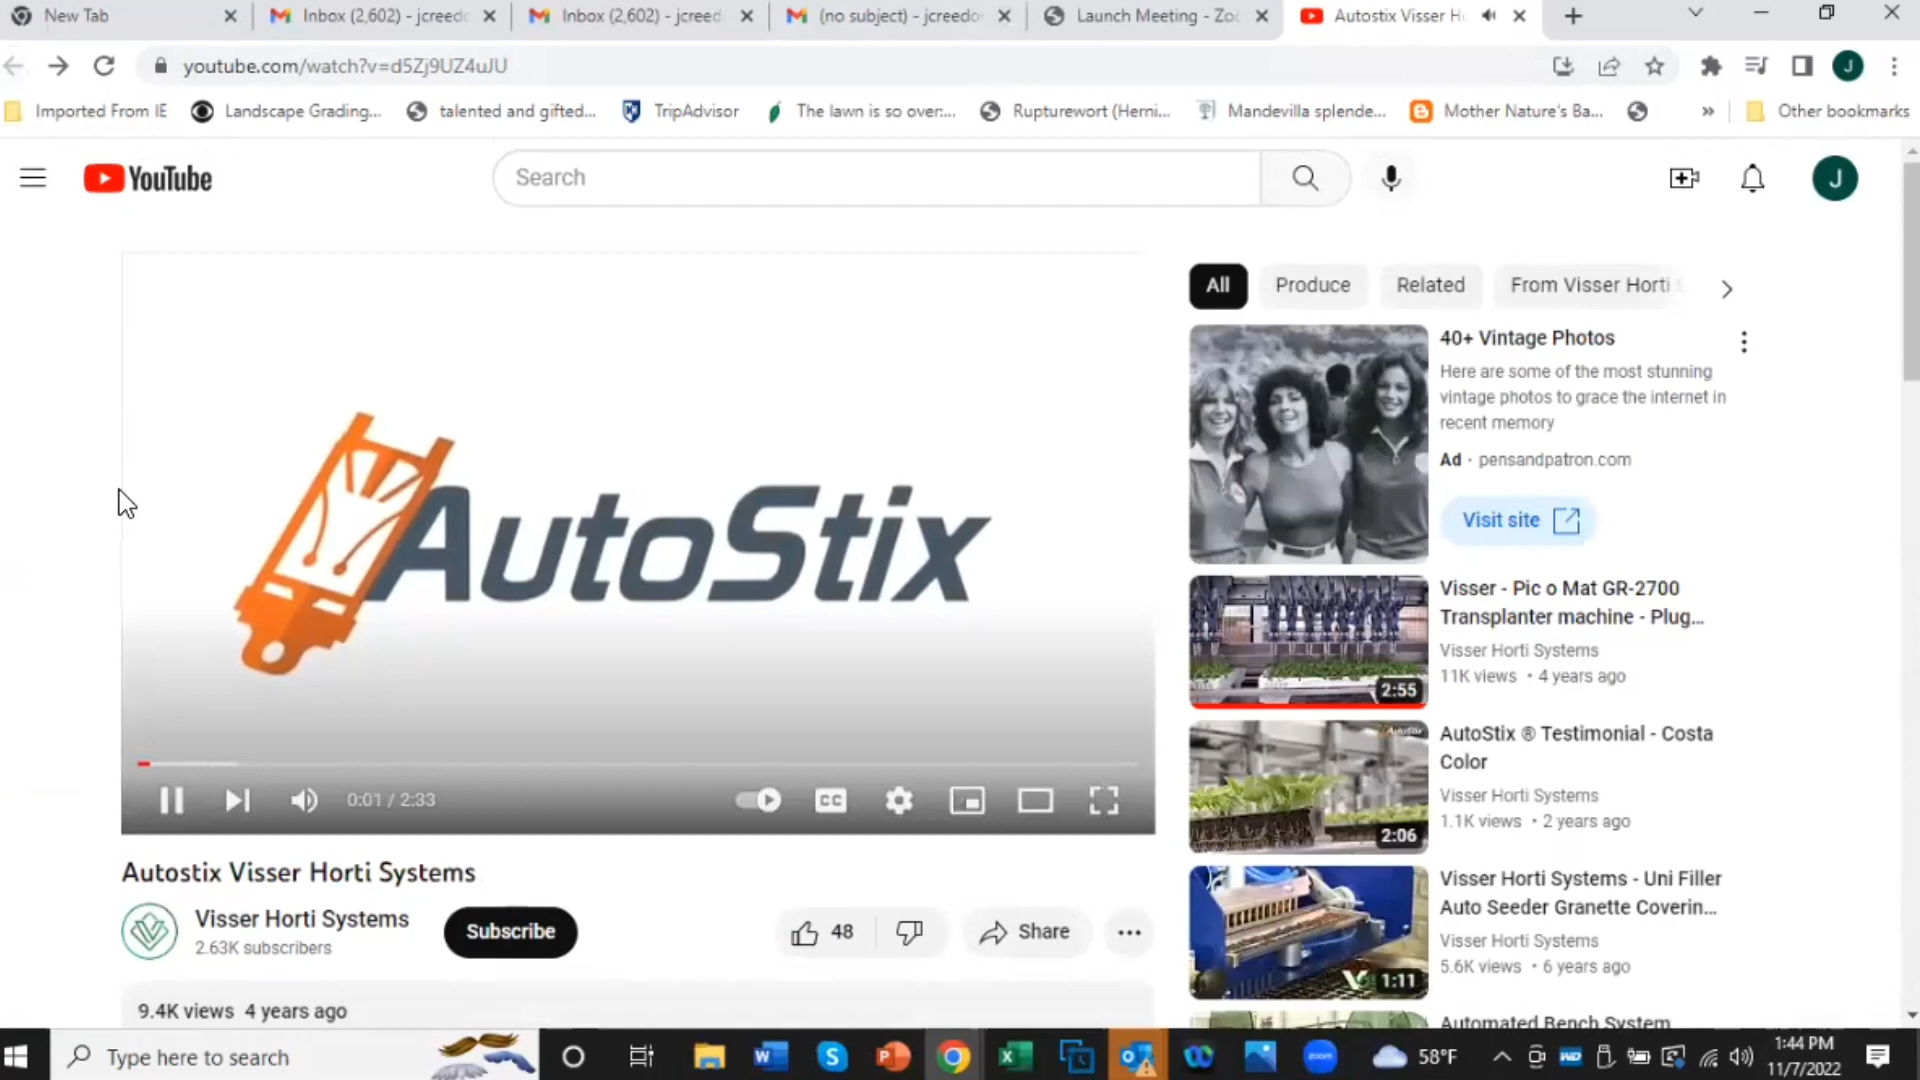 New Tab
Inbox (2,602) - jcreedo
Inbox (2,602) - jcreed
(no subject) - jcreedo
Launch Meeting - Zoo
Autostix Visser H
youtube.com/watch?v=d5Zj9UZ4uJU
Imported From IE
Landscape Grading...
talented and gifted...
TripAdvisor
The lawn is so over:...
Rupturewort (Herni...
Mandevilla splende...
Mother Nature's Ba...
»
Other bookmarks
J
YouTube
Search
J
AutoStix
0:01 / 2:33
CC
Autostix Visser Horti Systems
Visser Horti Systems
2.63K subscribers
Subscribe
48
Share
9.4K views 4 years ago
All
Produce
Related
From Visser Horti S
40+ Vintage Photos
Here are some of the most stunning
vintage photos to grace the internet in
recent memory
Ad · pensandpatron.com
Visit site
Visser - Pic o Mat GR-2700
Transplanter machine - Plug...
Visser Horti Systems
11K views • 4 years ago
2:55
AutoStix ® Testimonial - Costa
Color
Visser Horti Systems
1.1K views • 2 years ago
AutoStix
2:06
Visser Horti Systems - Uni Filler
Auto Seeder Granette Coverin...
Visser Horti Systems
5.6K views • 6 years ago
1:11
Automated Bench System
Type here to search
zoom
58°F
1:44 PM
11/7/2022